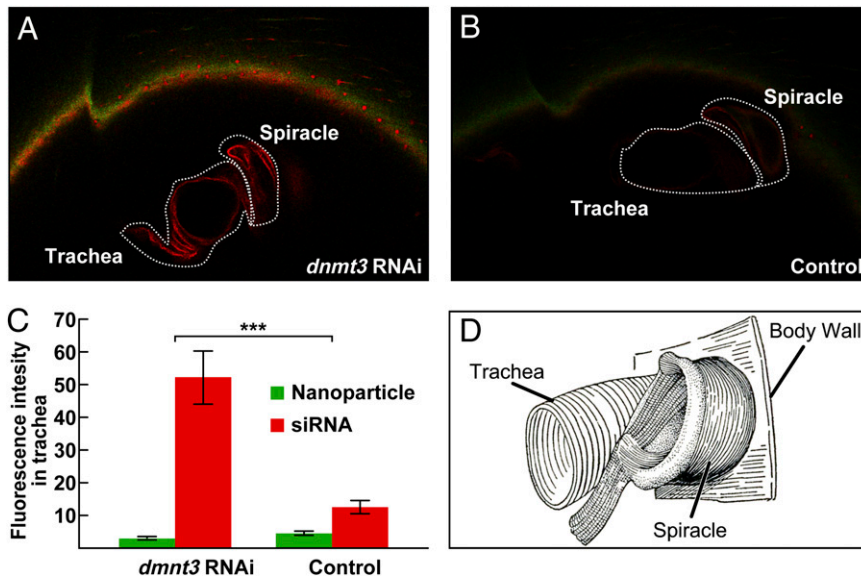 A
Spiracle
Trachea
dnmt3 RNAi
B
Spiracle
Trachea
Control
C
Fluorescence intesity
in trachea
70
60
50
40
30
20
10
***
Nanoparticle
siRNA
dmnt3 RNAi
Control
D
Body Wall
Trachea
Spiracle